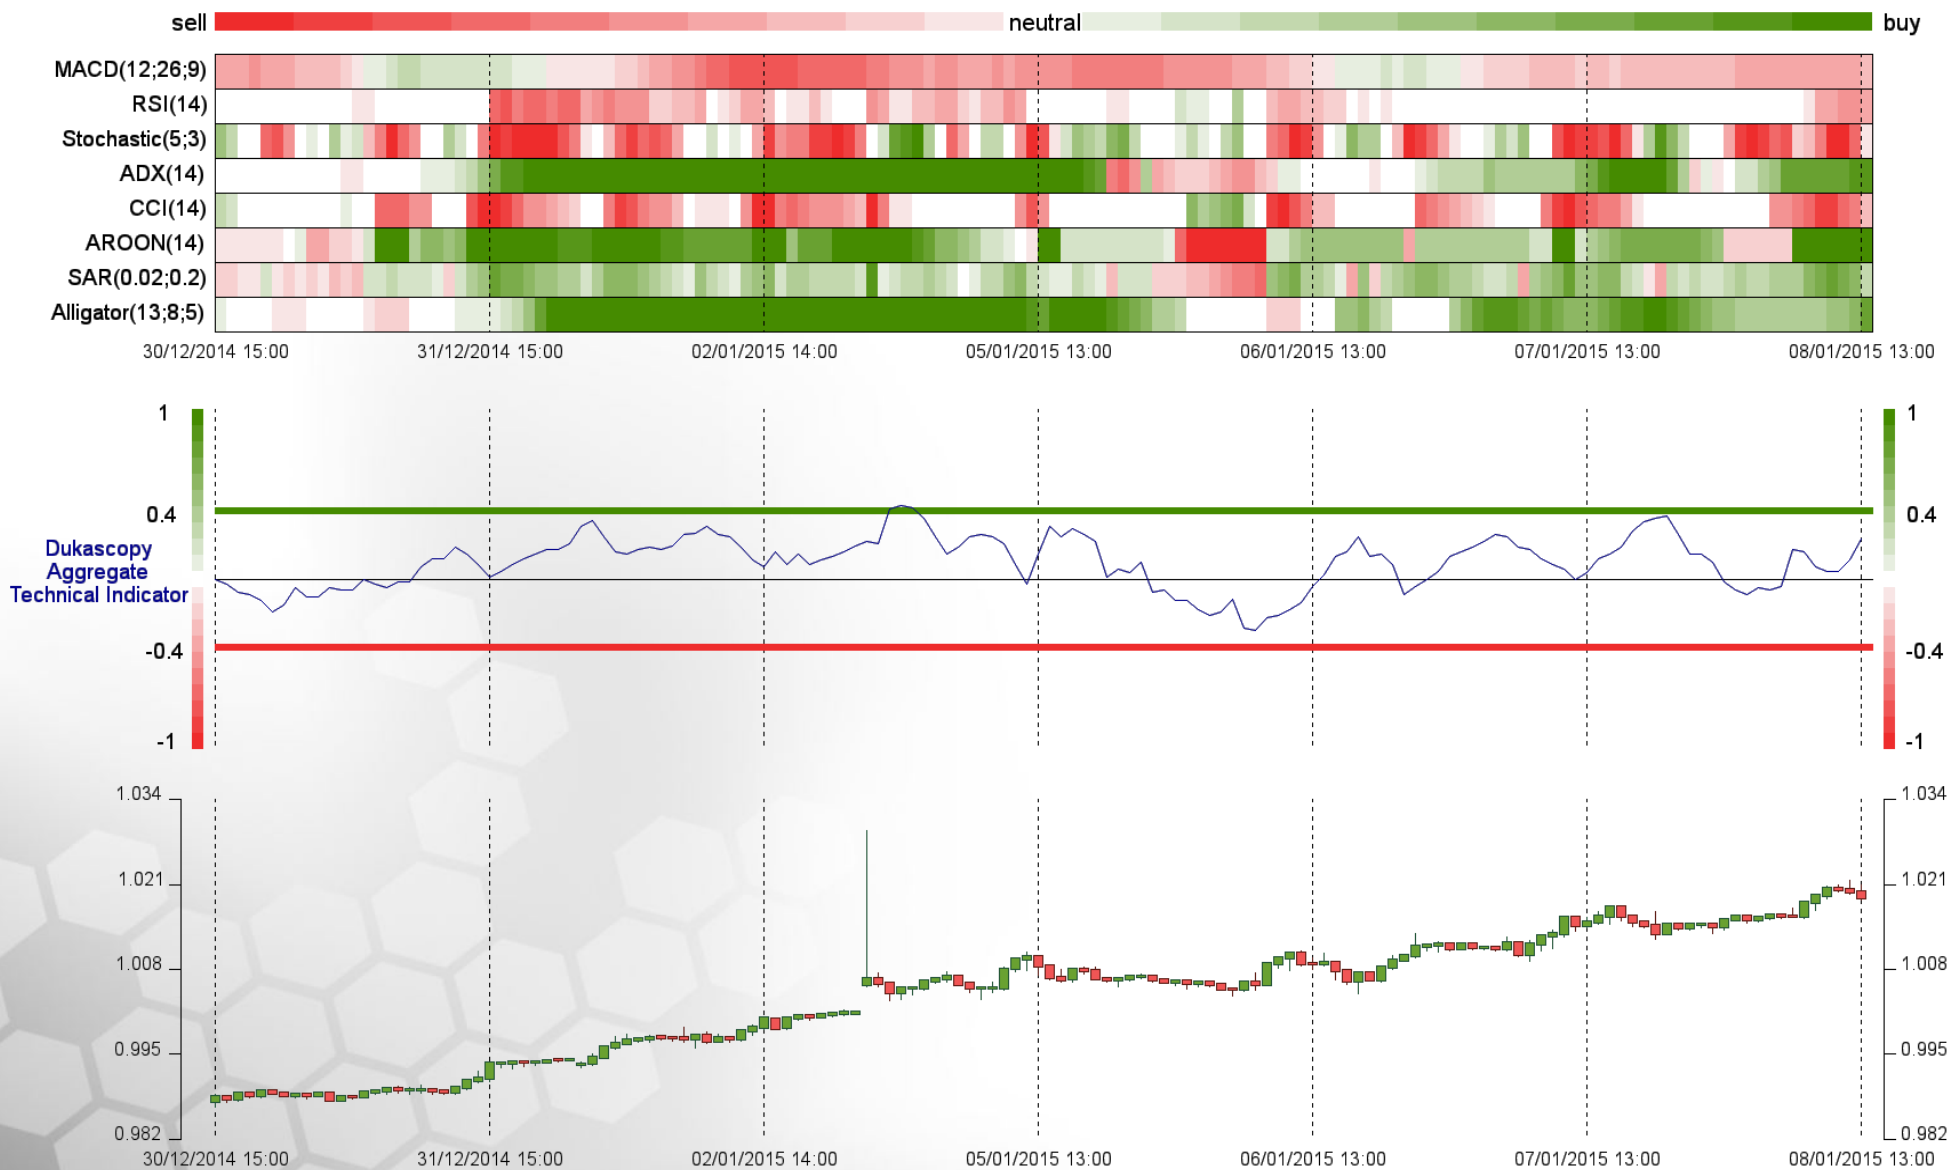 sell neutral buy
MACD(12;26;9)
RSI(14)
Stochastic(5;3)
ADX(14)
CCI(14)
AROON(14)
SAR(0.02;0.2)
Alligator(13;8;5)
30/12/2014 15:00 31/12/2014 15:00 02/01/2015 14:00 05/01/2015 13:00 06/01/2015 13:00 07/01/2015 13:00 08/01/2015 13:00
1 1
0.4 0.4
Dukascopy
Aggregate
Technical Indicator
-0.4 -0.4
-1 -1
1.034 1.034
1.021 1.021
1.008 1.008
0.995 0.995
0.982 0.982
30/12/2014 15:00 31/12/2014 15:00 02/01/2015 14:00 05/01/2015 13:00 06/01/2015 13:00 07/01/2015 13:00 08/01/2015 13:00